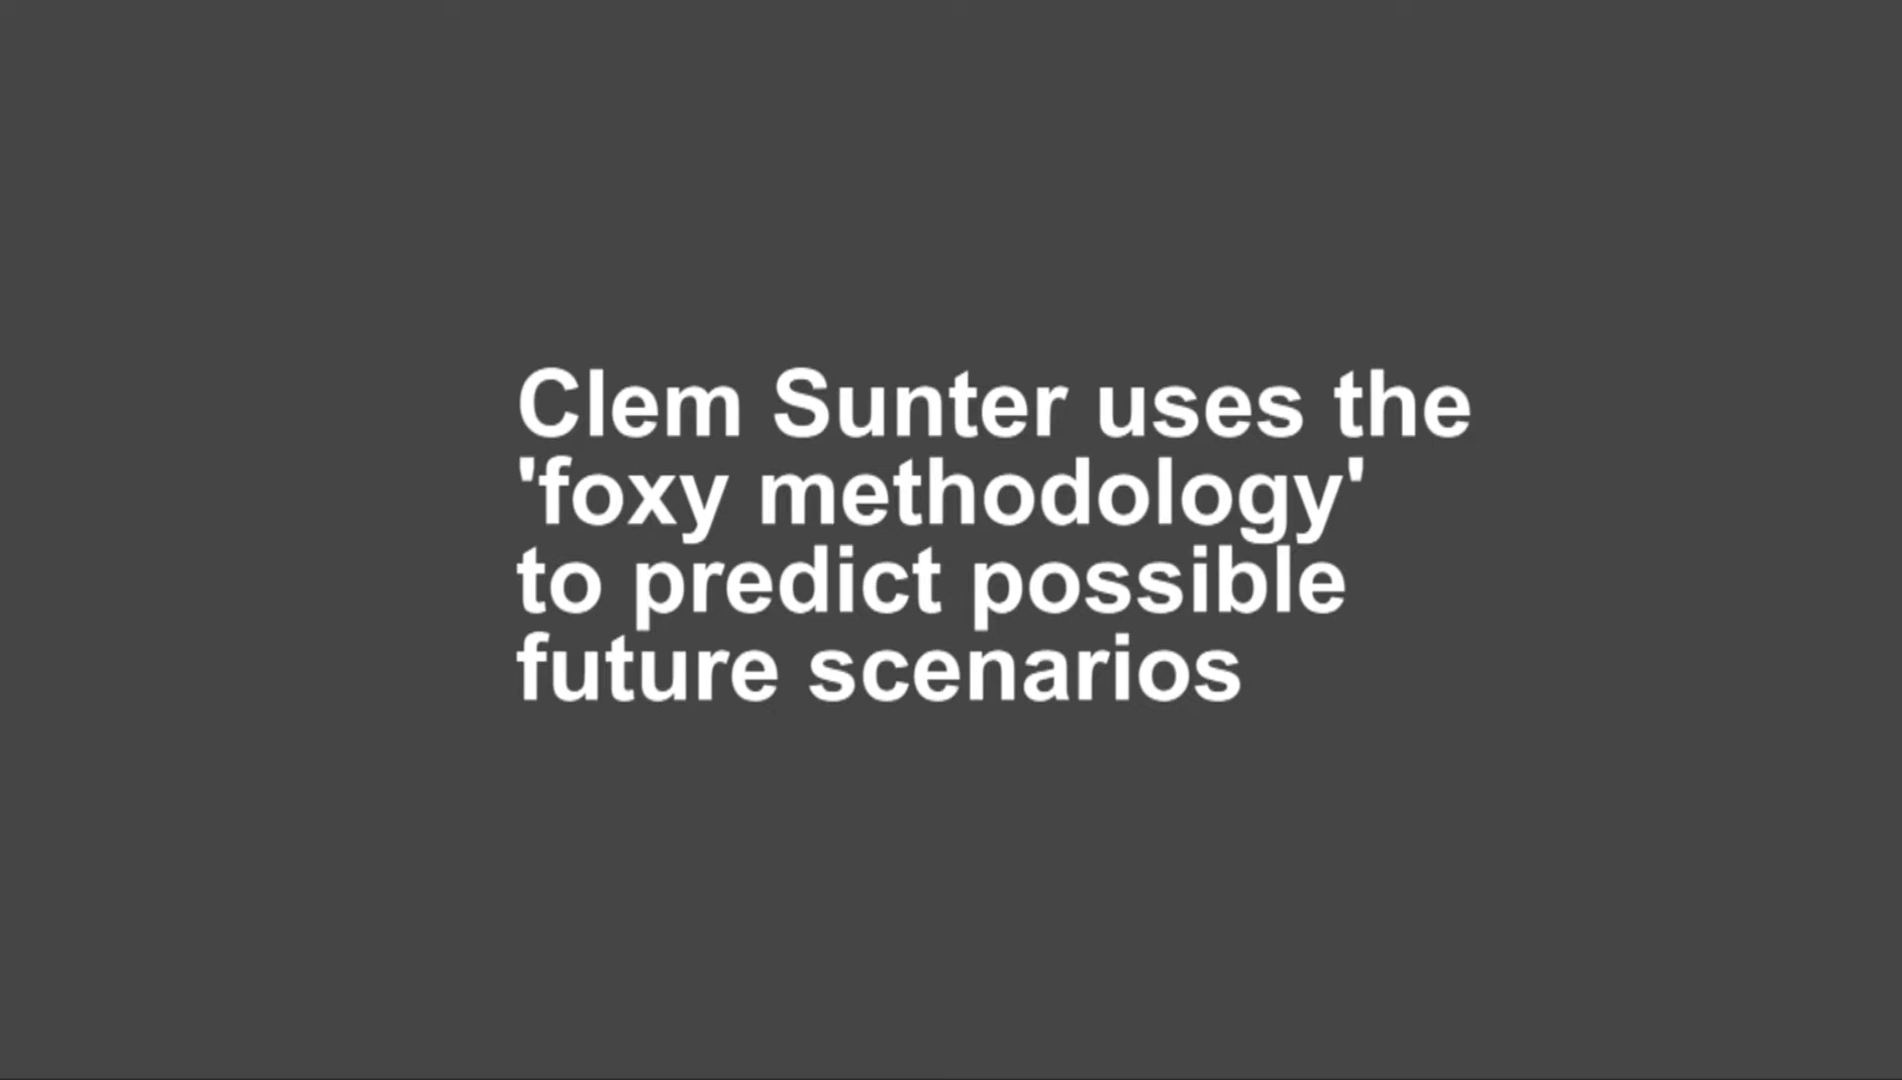 Clem Sunter uses the
'foxy methodology'
to predict possible
future scenarios